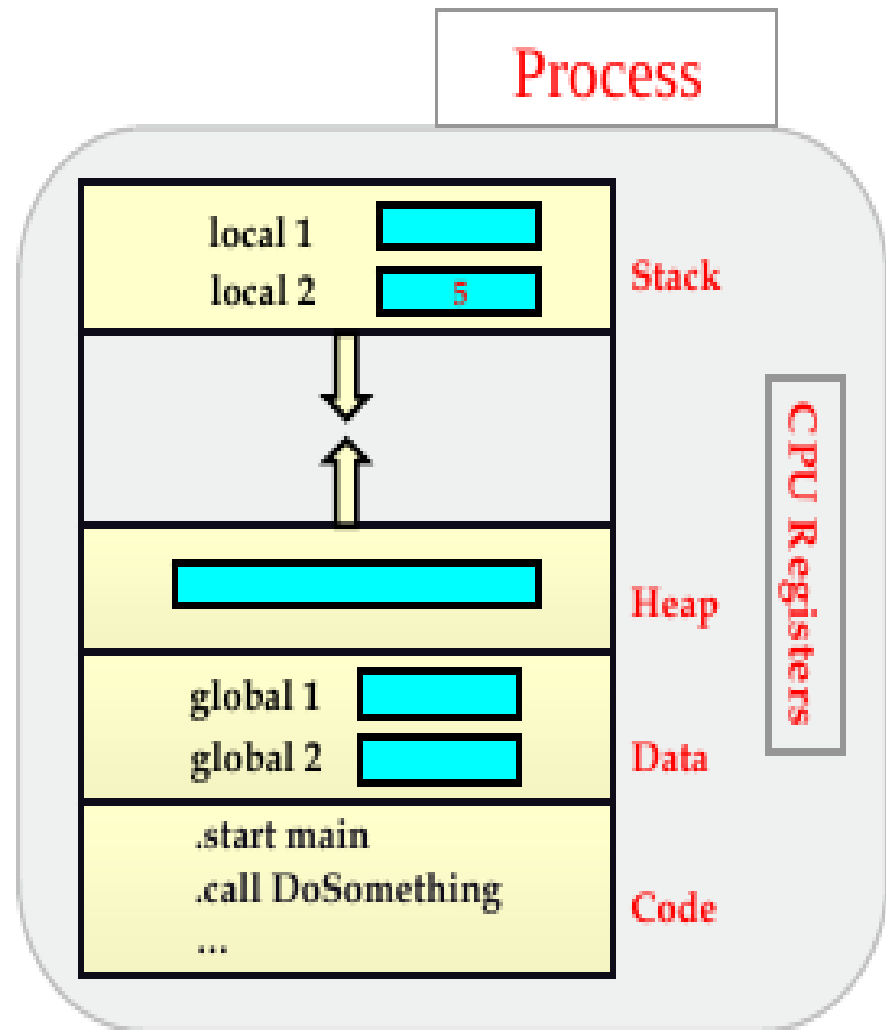 Process
local 1
local 2
5
Stack
CPU Registers
Heap
global 1
global 2
Data
.start main
.call DoSomething
...
Code